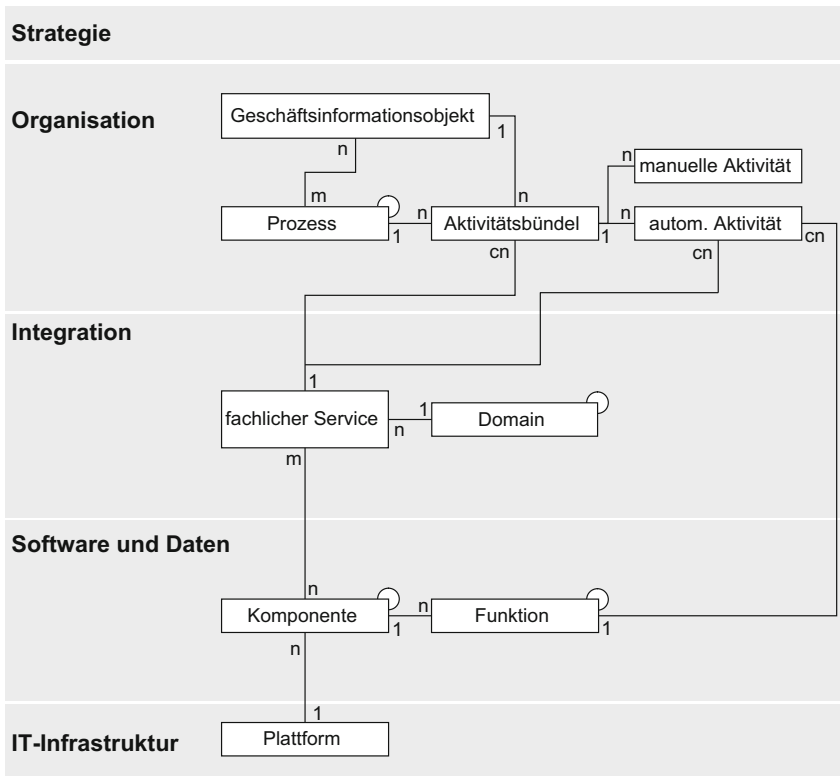 Strategie
Organisation
Geschäftsinformationsobjekt
1
n
n
manuelle Aktivität
m
n
Prozess
n
Aktivitätsbündel
n
autom. Aktivität
1
1
cn
cn
cn
Integration
1
fachlicher Service
1
Domain
n
m
Software und Daten
n
Komponente
n
Funktion
1
1
n
1
IT-Infrastruktur
Plattform